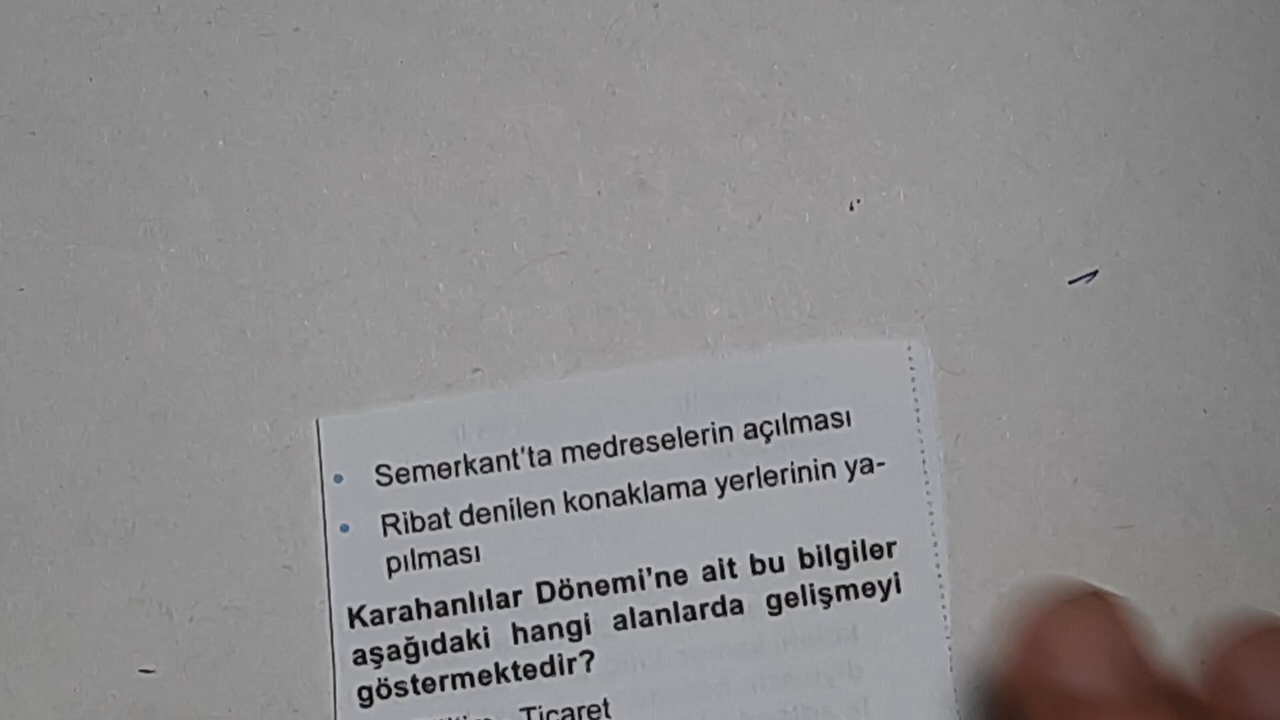 Semerkant'ta medreselerin açılması
Ribat denilen konaklama yerlerinin ya-
pılması
Karahanlılar Dönemi'ne ait bu bilgiler
aşağıdaki hangi alanlarda gelişmeyi
göstermektedir?
Ticaret